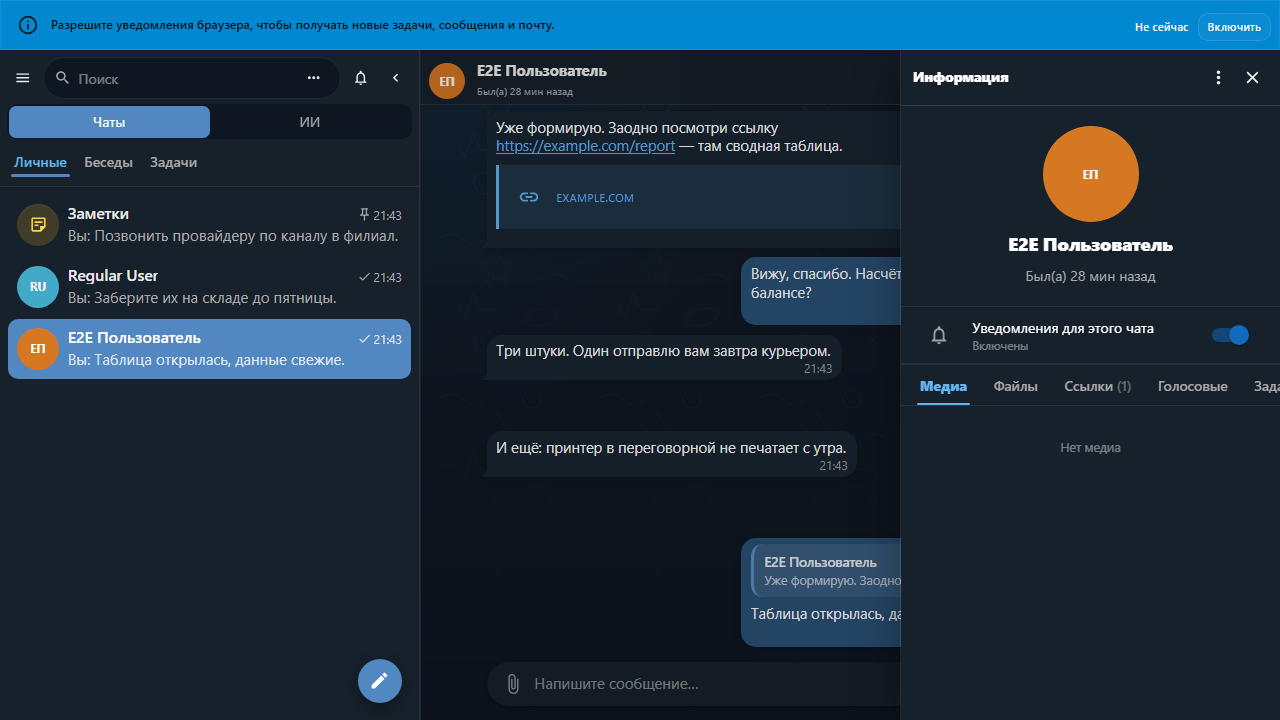 Разрешите уведомления браузера, чтобы получать новые задачи, сообщения и почту.
Не сейчас
Включить
Поиск
Чаты
ИИ
Личные
Беседы
Задачи
Заметки
21:43
Вы: Позвонить провайдеру по каналу в филиал.
RU
Regular User
21:43
Вы: Заберите их на складе до пятницы.
ЕП
E2E Пользователь
21:43
Вы: Таблица открылась, данные свежие.
ЕП
E2E Пользователь
Был(а) 28 мин назад
Уже формирую. Заодно посмотри ссылку
https://example.com/report — там сводная таблица.
EXAMPLE.COM
Вижу, спасибо. Насчёт
балансе?
Три штуки. Один отправлю вам завтра курьером.
21:43
И ещё: принтер в переговорной не печатает с утра.
21:43
E2E Пользователь
Уже формирую. Заодно
Таблица открылась,
Напишите сообщение...
Информация
ЕП
E2E Пользователь
Был(а) 28 мин назад
Уведомления для этого чата
Включены
Медиа
Файлы
Ссылки (1)
Голосовые
Нет медиа